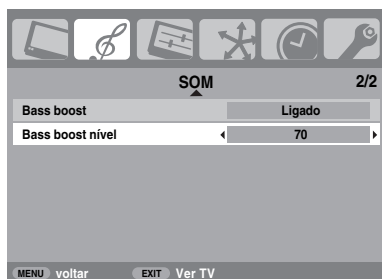 SOM 2/2
Bass boost Ligado
Bass boost nível 70
MENU voltar EXIT Ver TV